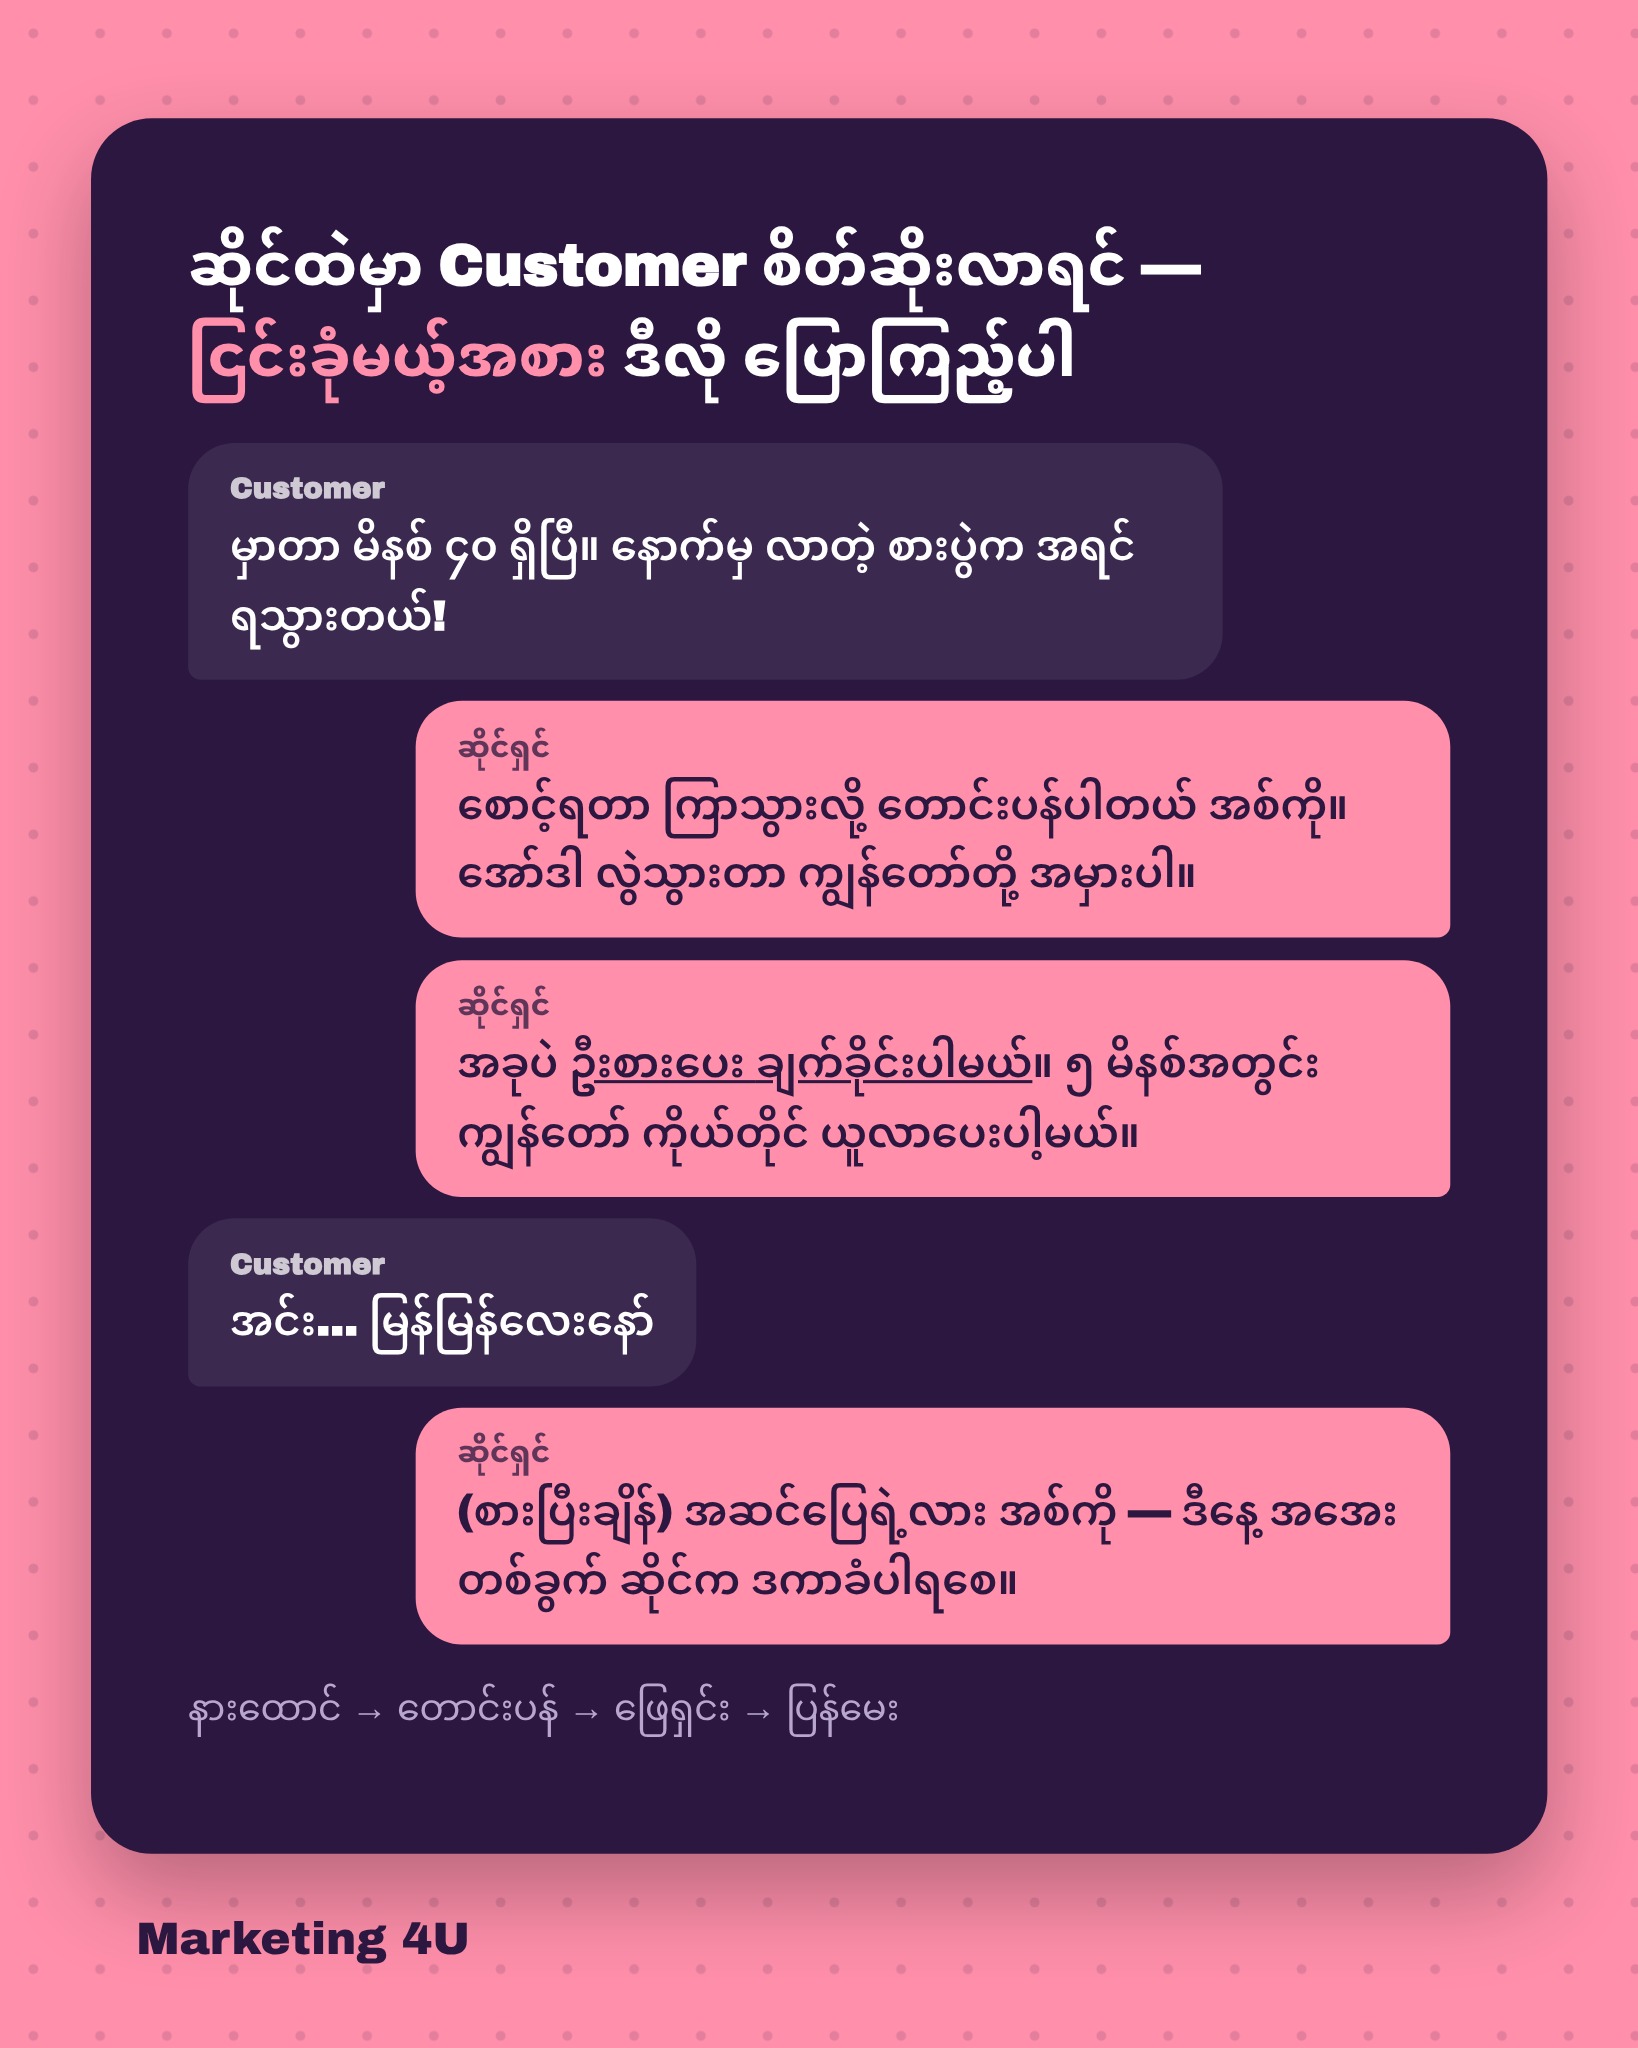 ဆိုင်ထဲမှာ Customer စိတ်ဆိုးလာရင် —
ငြင်းခုံမယ့်အစား ဒီလို ပြောကြည့်ပါ
Customer
မှာတာ မိနစ် ၄၀ ရှိပြီ။ နောက်မှ လာတဲ့ စားပွဲက အရင်
ရသွားတယ်!
ဆိုင်ရှင်
စောင့်ရတာ ကြာသွားလို့ တောင်းပန်ပါတယ် အစ်ကို။
အော်ဒါ လွဲသွားတာ ကျွန်တော်တို့ အမှားပါ။
ဆိုင်ရှင်
အခုပဲ ဦးစားပေး ချက်ခိုင်းပါမယ်။ ၅ မိနစ်အတွင်း
ကျွန်တော် ကိုယ်တိုင် ယူလာပေးပါ့မယ်။
Customer
အင်း... မြန်မြန်လေးနော်
ဆိုင်ရှင်
(စားပြီးချိန်) အဆင်ပြေရဲ့လား အစ်ကို — ဒီနေ့ အအေး
တစ်ခွက် ဆိုင်က ဒကာခံပါရစေ။
နားထောင် → တောင်းပန် → ဖြေရှင်း → ပြန်မေး
Marketing 4U